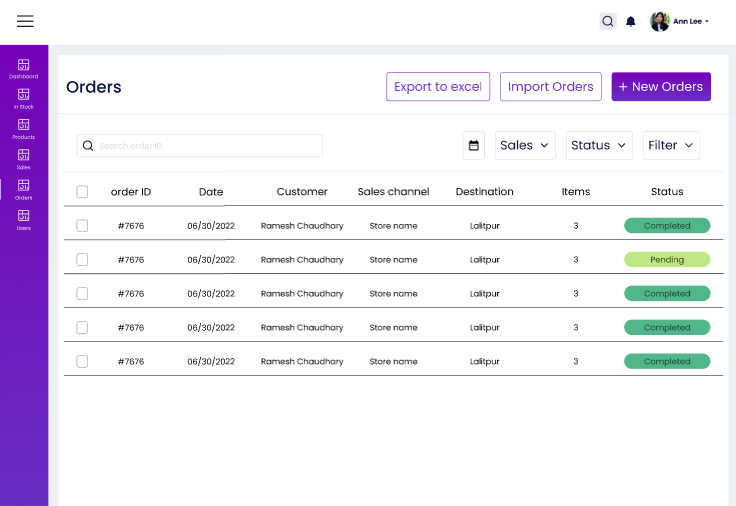 Ann Lee
Dashboard
In Stock
Products
Sales
Orders
Users
Orders
Export to excel
Import Orders
+ New Orders
Search order ID
Sales
Status
Filter
order ID Date Customer Sales channel Destination Items Status
#7676 06/30/2022 Ramesh Chaudhary Store name Lalitpur 3 Completed
#7676 06/30/2022 Ramesh Chaudhary Store name Lalitpur 3 Pending
#7676 06/30/2022 Ramesh Chaudhary Store name Lalitpur 3 Completed
#7676 06/30/2022 Ramesh Chaudhary Store name Lalitpur 3 Completed
#7676 06/30/2022 Ramesh Chaudhary Store name Lalitpur 3 Completed